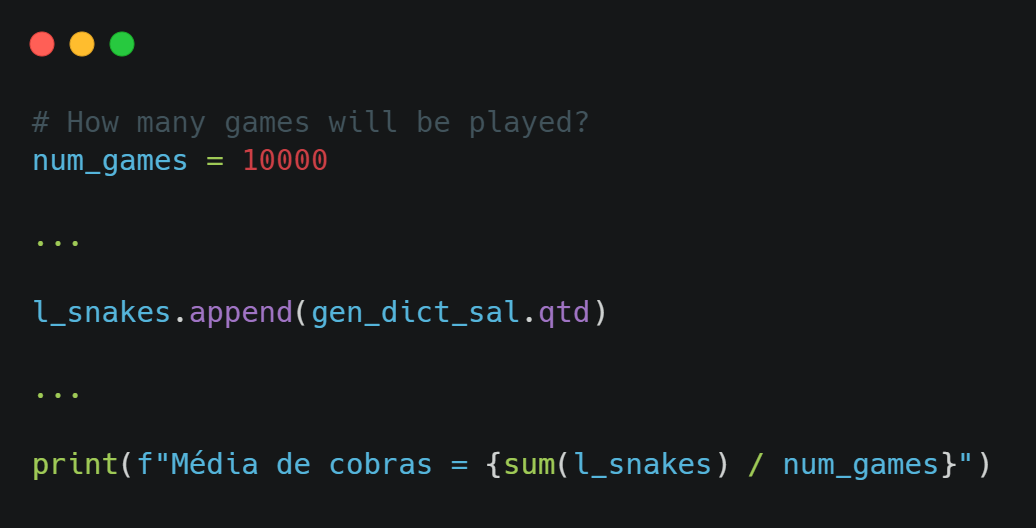 # How many games will be played?
num_games = 10000
...
l_snakes.append(gen_dict_sal.qtd)
...
print(f"Média de cobras = {sum(l_snakes) / num_games}")